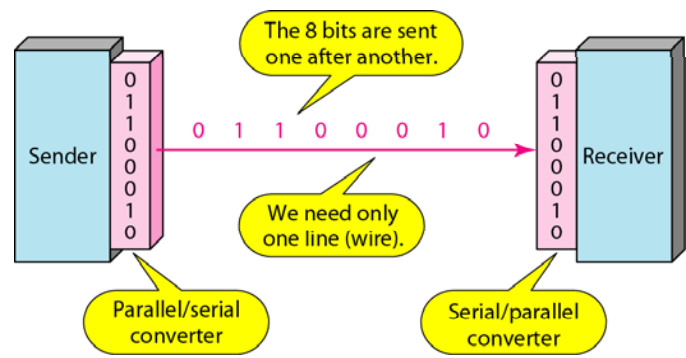 The 8 bits are sent
one after another.
Sender
0
1
1
0
0
0
1
0
0 1 1 0 0 0 1 0
0
1
1
0
0
0
1
0
Receiver
We need only
one line (wire).
Parallel/serial
converter
Serial/parallel
converter